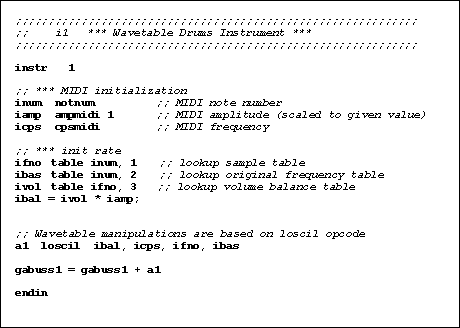 ;;;;;;;;;;;;;;;;;;;;;;;;;;;;;;;;;;;;;;;;;;;;;;;;;;;;;;;;;;;;;;
;; i1 *** Wavetable Drums Instrument ***
;;;;;;;;;;;;;;;;;;;;;;;;;;;;;;;;;;;;;;;;;;;;;;;;;;;;;;;;;;;;;;
instr 1
;; *** MIDI initialization
inum notnum ;; MIDI note number
iamp ampmidi 1 ;; MIDI amplitude (scaled to given value)
icps cpsmidi ;; MIDI frequency
;; *** init rate
ifno table inum, 1 ;; lookup sample table
ibas table inum, 2 ;; lookup original frequency table
ivol table ifno, 3 ;; lookup volume balance table
ibal = ivol * iamp;
;; Wavetable manipulations are based on loscil opcode
a1 loscil ibal, icps, ifno, ibas
gabuss1 = gabuss1 + a1
endin